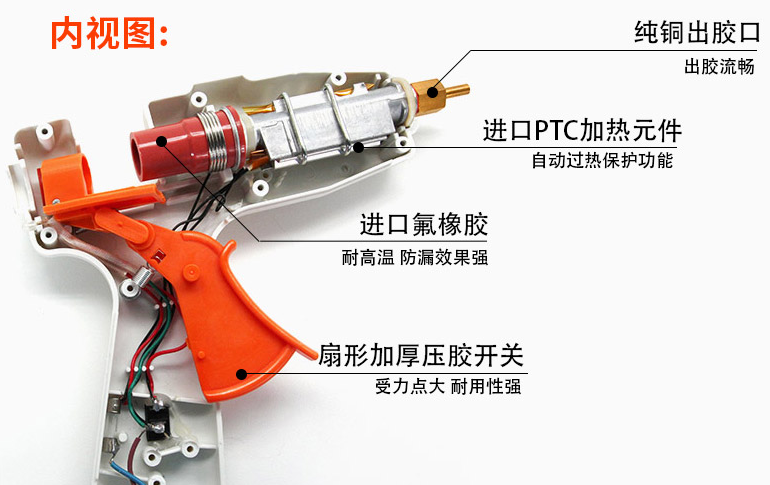 内视图:
纯铜出胶口
出胶流畅
进口PTC加热元件
自动过热保护功能
进口氟橡胶
耐高温 防漏效果强
扇形加厚压胶开关
受力点大 耐用性强